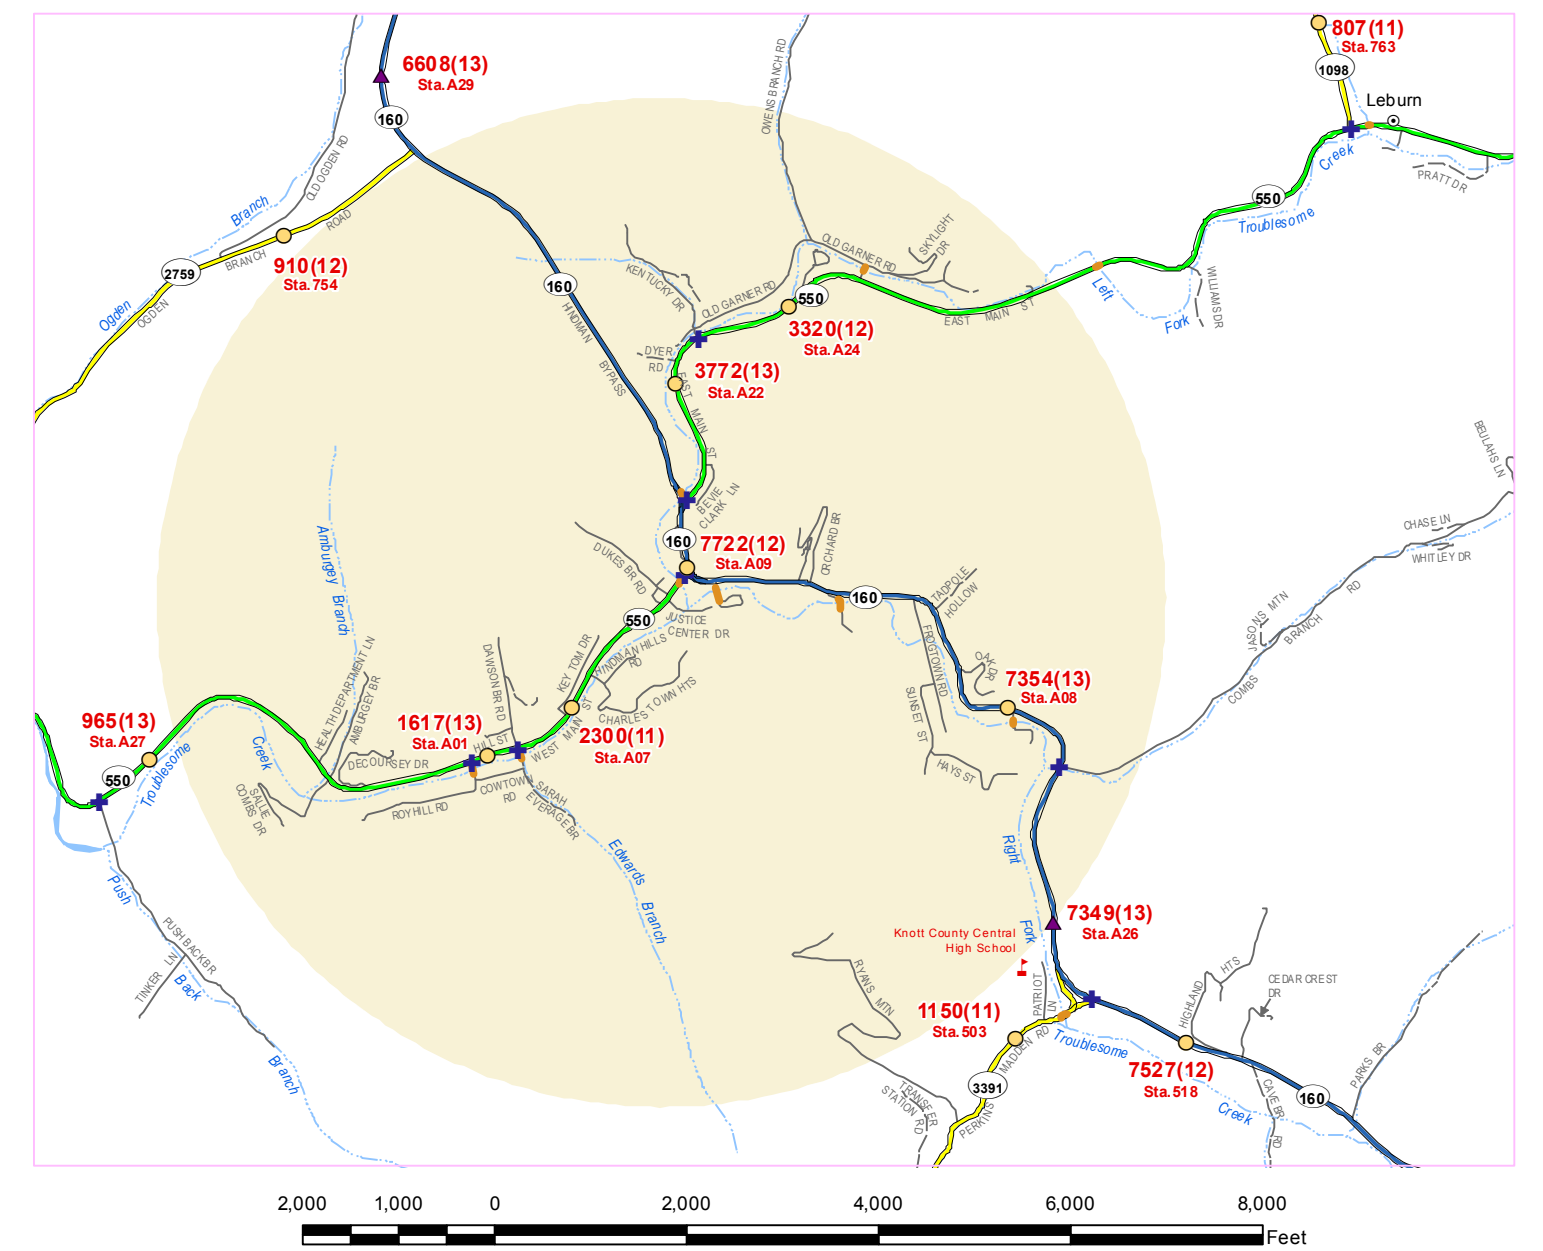 807(11)
Sta.763
1098
Leburn
6608(13)
Sta.A29
160
OWENS BRANCH RD
OLD OGDEN RD
Creek
PRATT DR
Branch
ROAD
550
Troublesome
OLD GARNER RD
SKYLIGHT
DR
BRANCH
2759
910(12)
Sta.754
KENTUCKY DR
OLD GARNER RD
160
550
Left
WILLIAMS DR
Ogden
OGDEN
HINDMAN
EAST MAIN ST
Fork
3320(12)
Sta.A24
DYER
RD
BYPASS
3772(13)
Sta.A22
EAST MAIN ST
BEULAHS LN
BEVIE
CLARK LN
160
7722(12)
Sta.A09
ORCHARD BR
CHASE LN
WHITLEY DR
Amburgey Branch
DUKES BR RD
TADPOLE
HOLLOW
160
550
JUSTICE
CENTER DR
JASONS MTN
COMBS BRANCH RD
FROGTOWN RD
HINDMAN HILLS
RD
KEY TOM DR
DAWSON BR RD
HEALTH DEPARTMENT LN
AMBURGEY BR
OAK DR
7354(13)
Sta.A08
SUNSET ST
CHARLESTOWN HTS
965(13)
Sta.A27
1617(13)
Sta.A01
HILL ST
WEST MAIN ST
2300(11)
Sta.A07
Troublesome
Creek
DECOURSEY DR
550
HAYS ST
SALLIE
COMBS DR
ROY HILL RD
COWTOWN
RD
SARAH
EVERAGE BR
Right
Edwards
Branch
Push
PUSHBACK BR
TINKER LN
Back
Branch
Fork
7349(13)
Sta.A26
Knott County Central
High School
RYANS MTN
PATRIOT
LN
HIGHLAND HTS
CEDAR CREST
DR
1150(11)
Sta.503
MADDEN RD
Troublesome
Creek
7527(12)
Sta.518
3391
PERKINS
TRANSFER
STATION RD
CAVE BR RD
160
PARKS BR
2,000 1,000 0 2,000 4,000 6,000 8,000
Feet